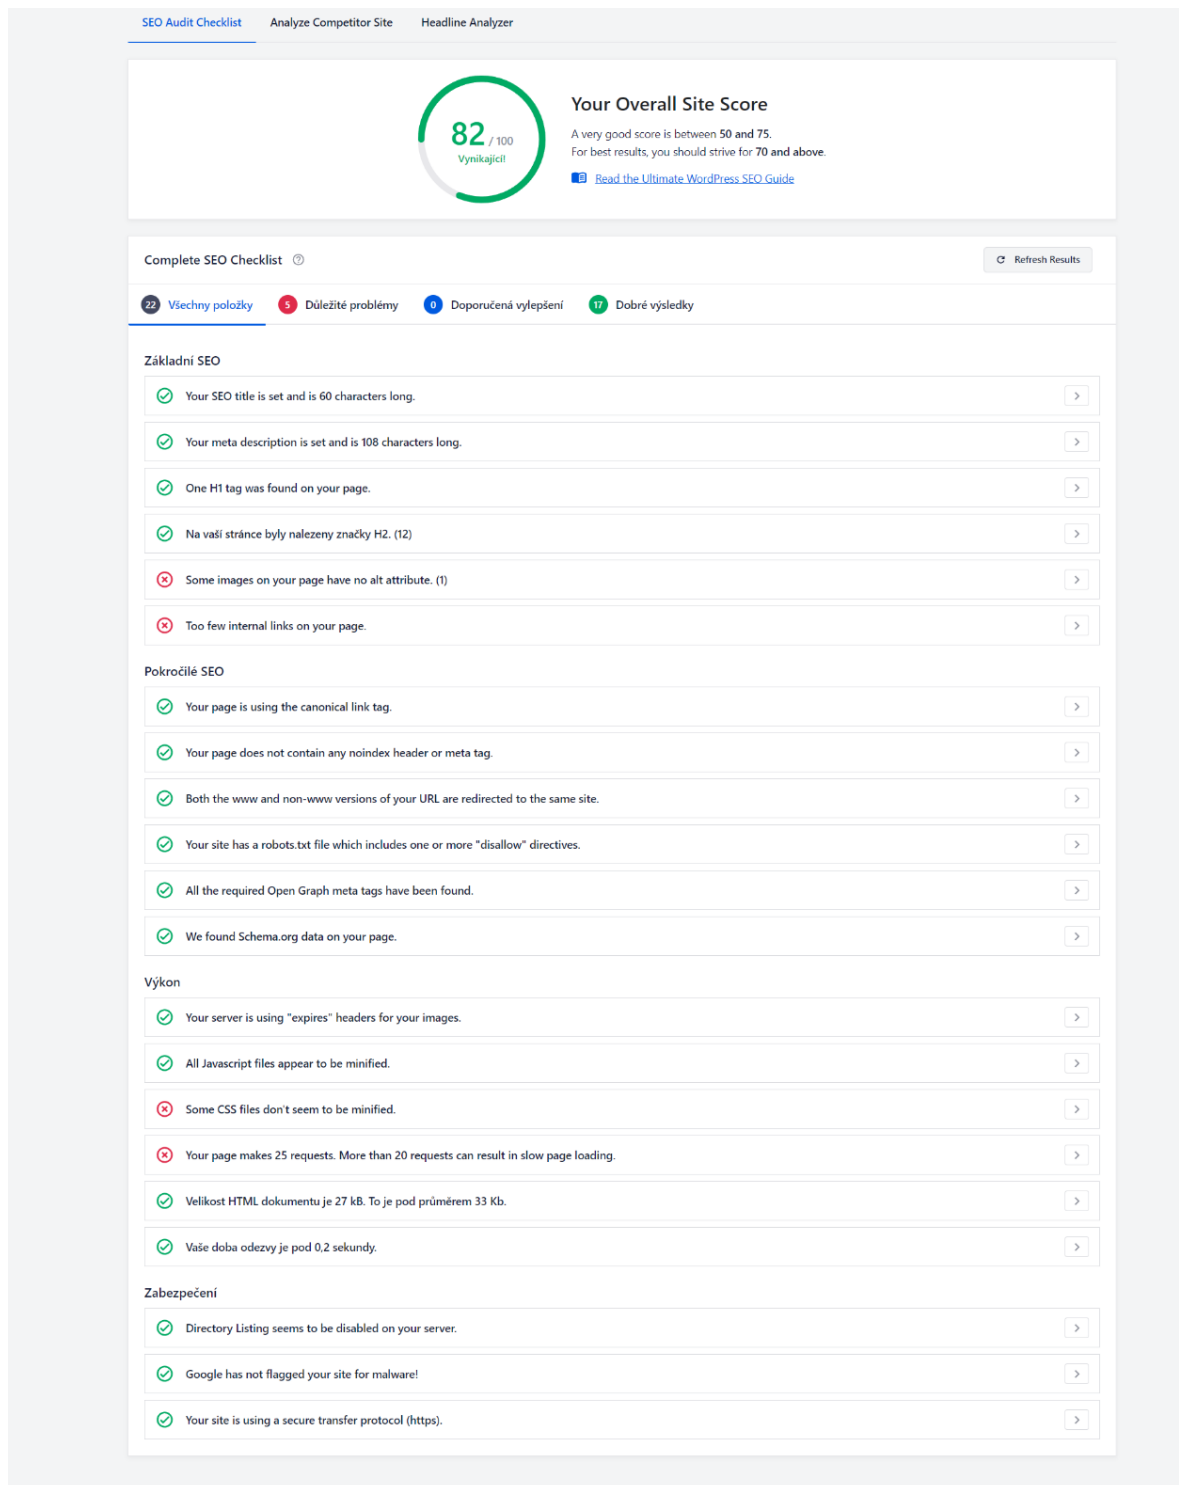 SEO Audit Checklist Analyze Competitor Site Headline Analyzer
82 / 100
Vynikající!
Your Overall Site Score
A very good score is between 50 and 75.
For best results, you should strive for 70 and above.
Read the Ultimate WordPress SEO Guide
Complete SEO Checklist
Refresh Results
22 Všechny položky 5 Důležité problémy 0 Doporučená vylepšení 17 Dobré výsledky
Základní SEO
Your SEO title is set and is 60 characters long.
Your meta description is set and is 108 characters long.
One H1 tag was found on your page.
Na vaší stránce byly nalezeny značky H2. (12)
Some images on your page have no alt attribute. (1)
Too few internal links on your page.
Pokročilé SEO
Your page is using the canonical link tag.
Your page does not contain any noindex header or meta tag.
Both the www and non-www versions of your URL are redirected to the same site.
Your site has a robots.txt file which includes one or more "disallow" directives.
All the required Open Graph meta tags have been found.
We found Schema.org data on your page.
Výkon
Your server is using "expires" headers for your images.
All Javascript files appear to be minified.
Some CSS files don't seem to be minified.
Your page makes 25 requests. More than 20 requests can result in slow page loading.
Velikost HTML dokumentu je 27 kB. To je pod průměrem 33 Kb.
Vaše doba odezvy je pod 0,2 sekundy.
Zabezpečení
Directory Listing seems to be disabled on your server.
Google has not flagged your site for malware!
Your site is using a secure transfer protocol (https).